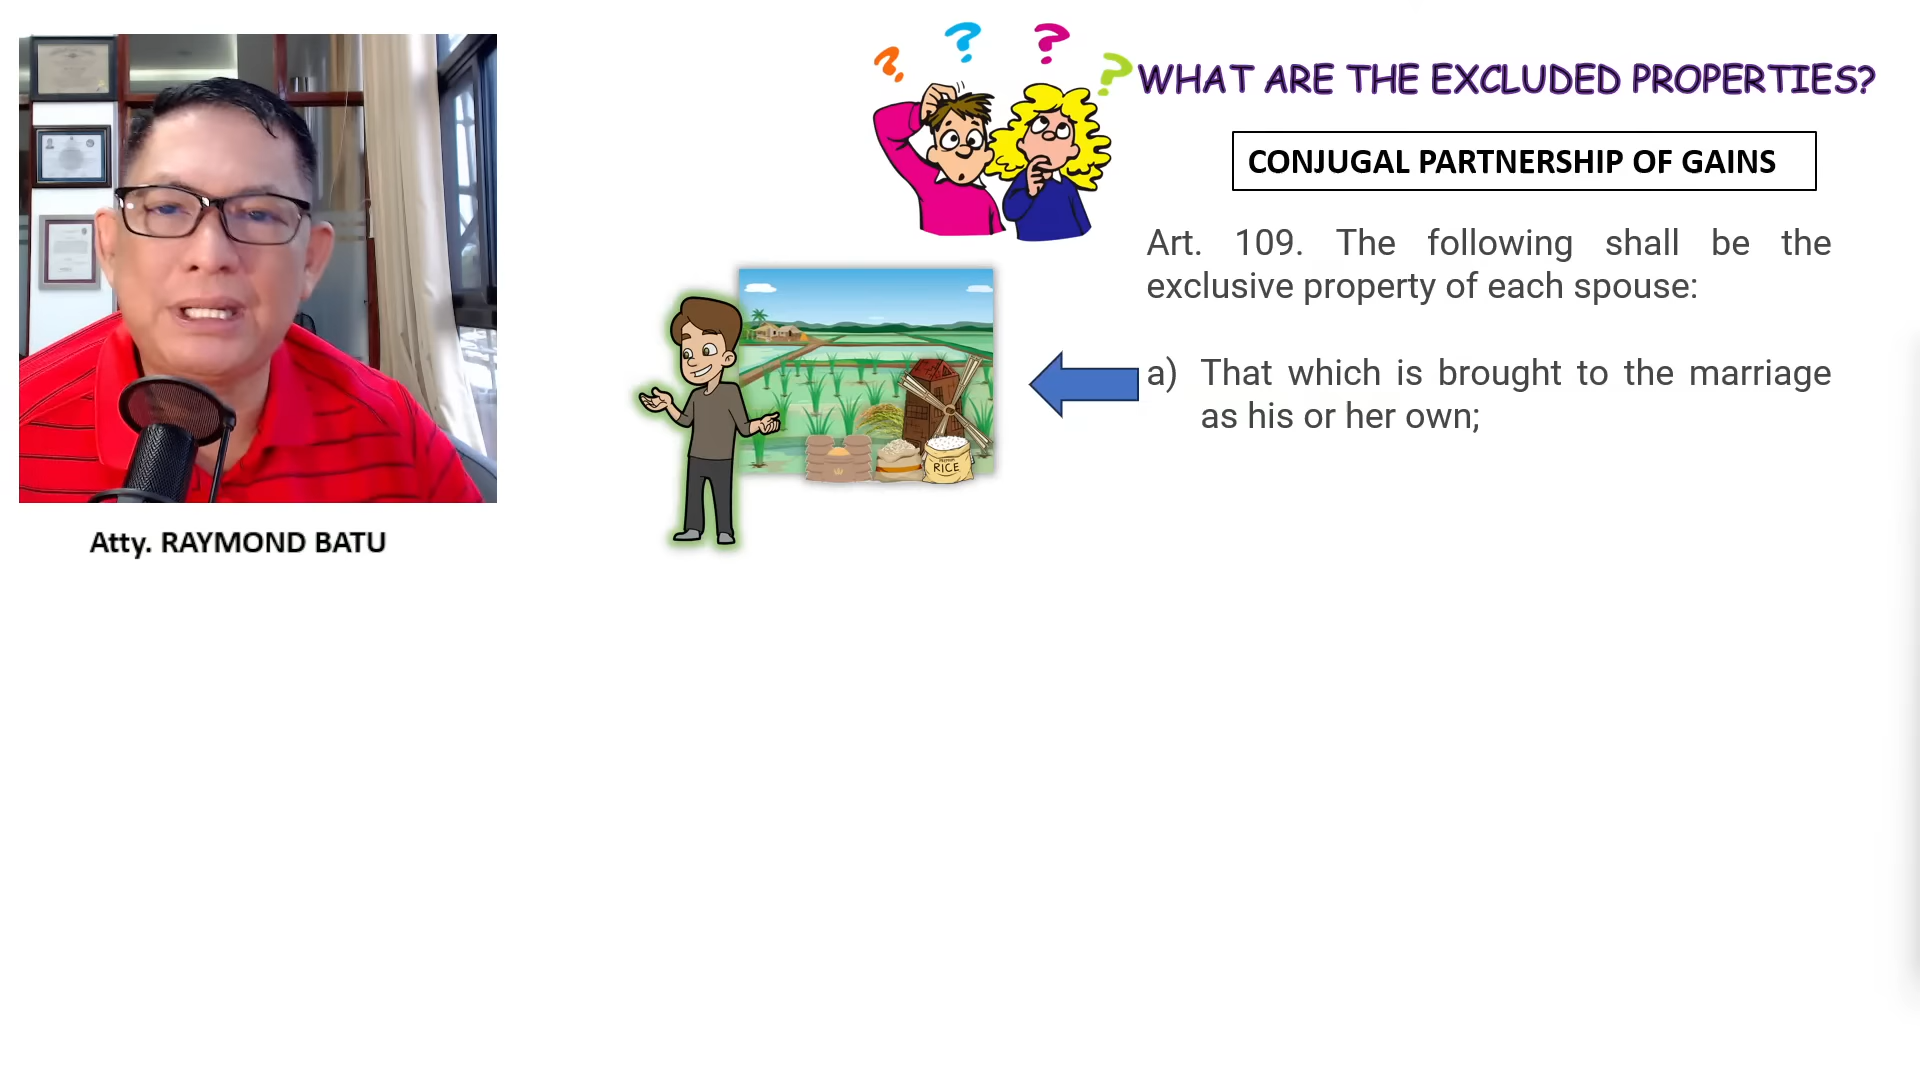 WHAT ARE THE EXCLUDED PROPERTIES?
CONJUGAL PARTNERSHIP OF GAINS
Art. 109. The following shall be the
exclusive property of each spouse:
a) That which is brought to the marriage
as his or her own;
RICE
Atty. RAYMOND BATU